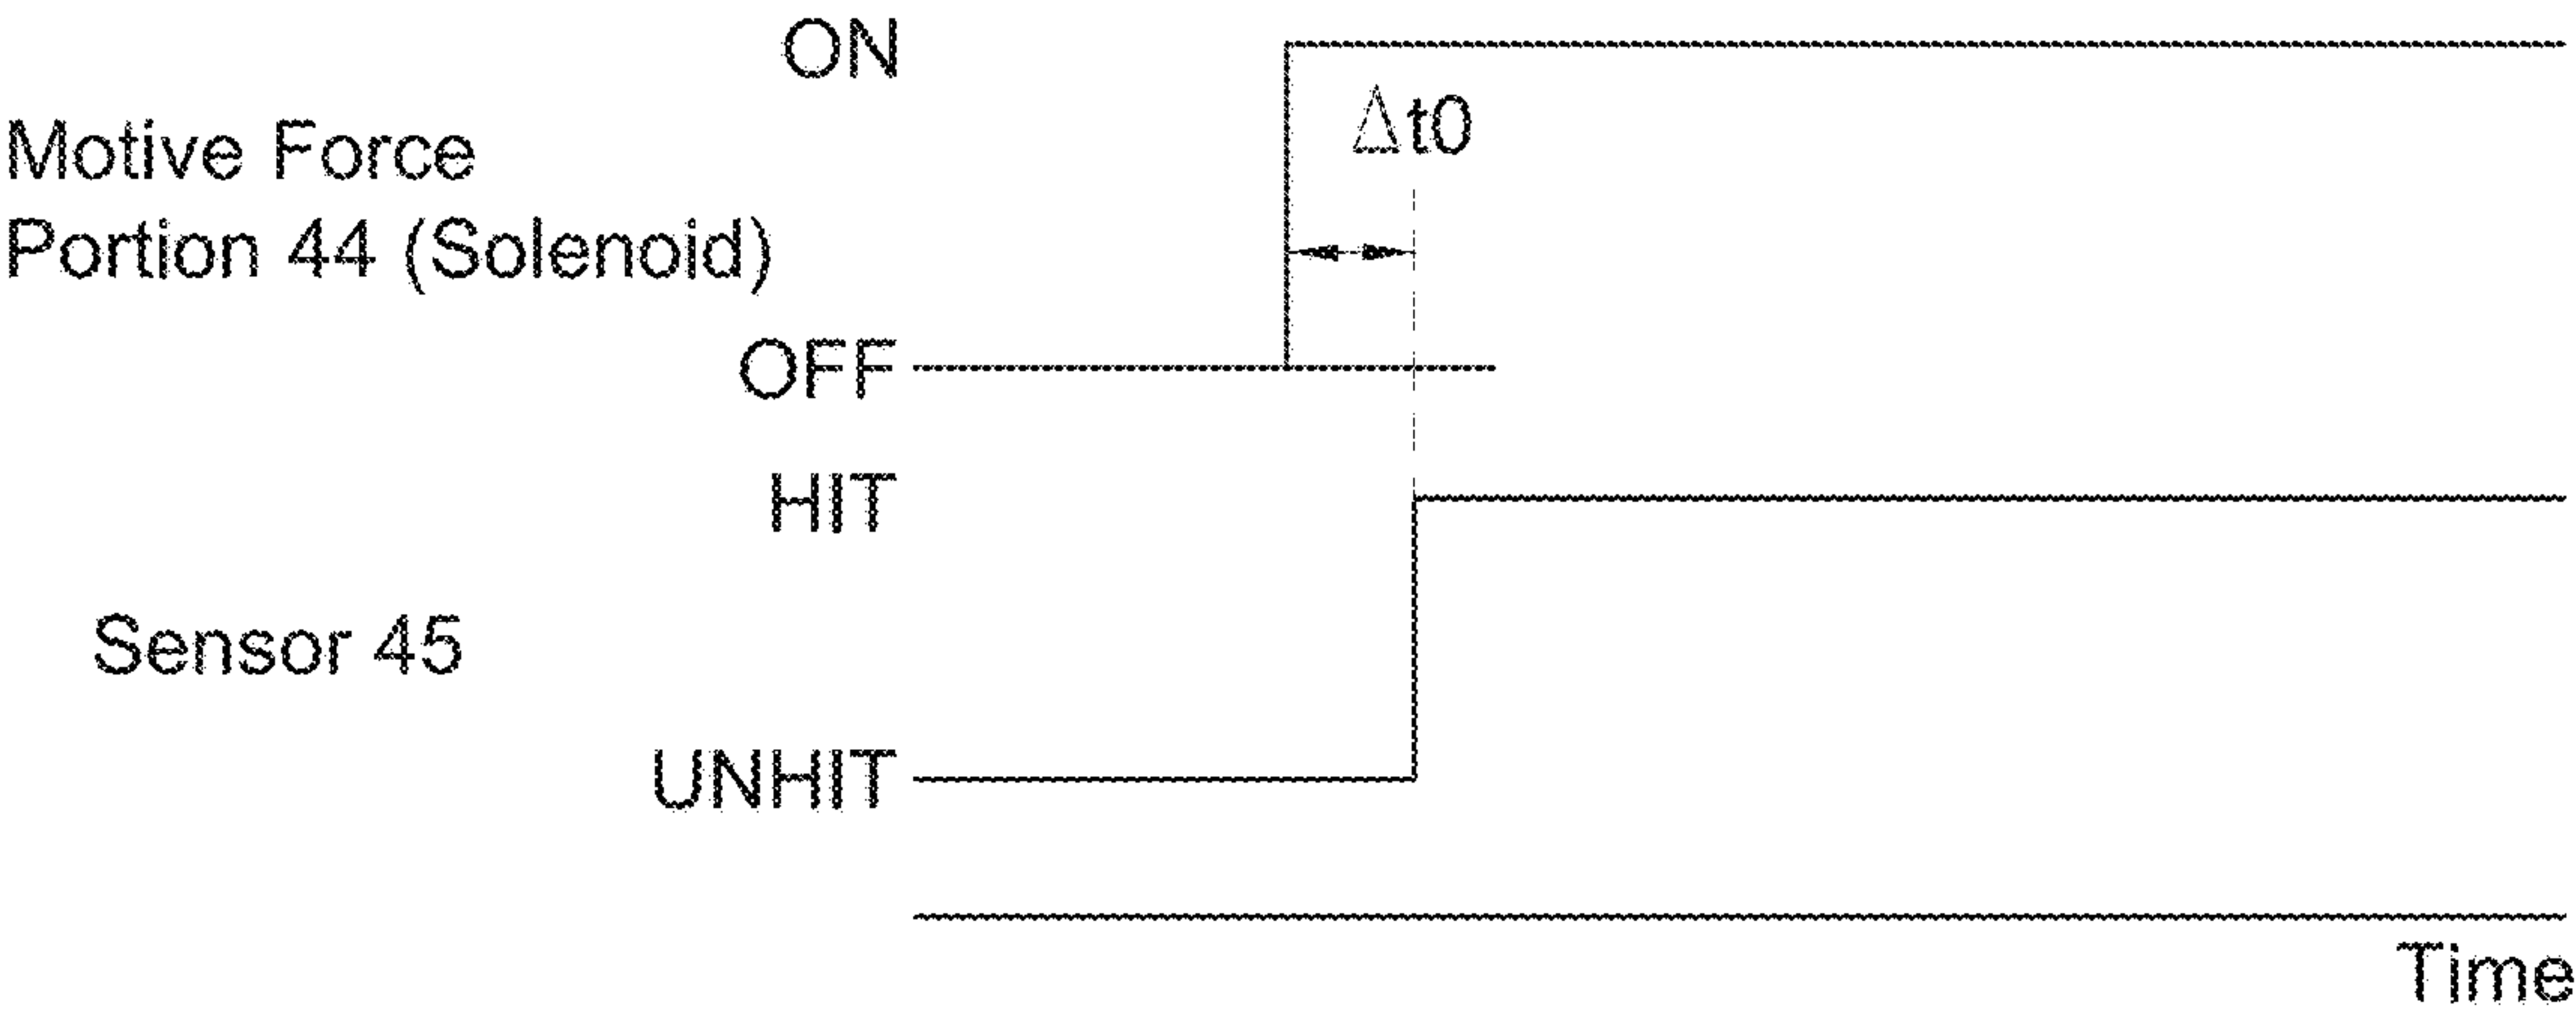 ON
Δt0
Motive Force
Portion 44 (Solenoid)
OFF
HIT
Sensor 45
UNHIT
Time